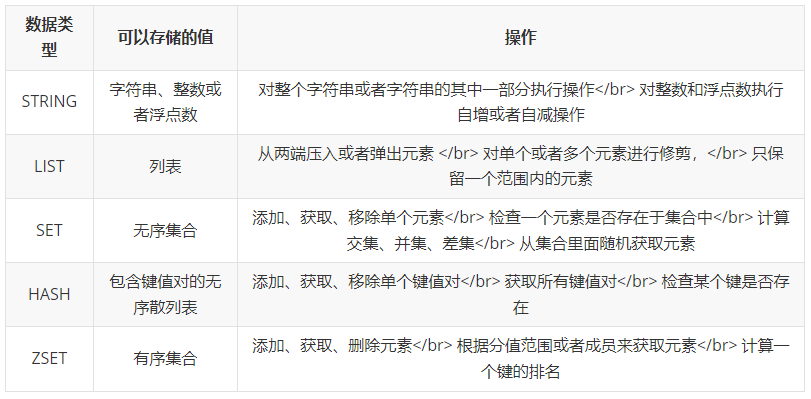 数据类
型
可以存储的值
操作
STRING
字符串、整数或
者浮点数
对整个字符串或者字符串的其中一部分执行操作</br> 对整数和浮点数执行
自增或者自减操作
LIST
列表
从两端压入或者弹出元素 </br> 对单个或者多个元素进行修剪，</br> 只保
留一个范围内的元素
SET
无序集合
添加、获取、移除单个元素</br> 检查一个元素是否存在于集合中</br> 计算
交集、并集、差集</br> 从集合里面随机获取元素
HASH
包含键值对的无
序散列表
添加、获取、移除单个键值对</br> 获取所有键值对</br> 检查某个键是否存
在
ZSET
有序集合
添加、获取、删除元素</br> 根据分值范围或者成员来获取元素</br> 计算一
个键的排名